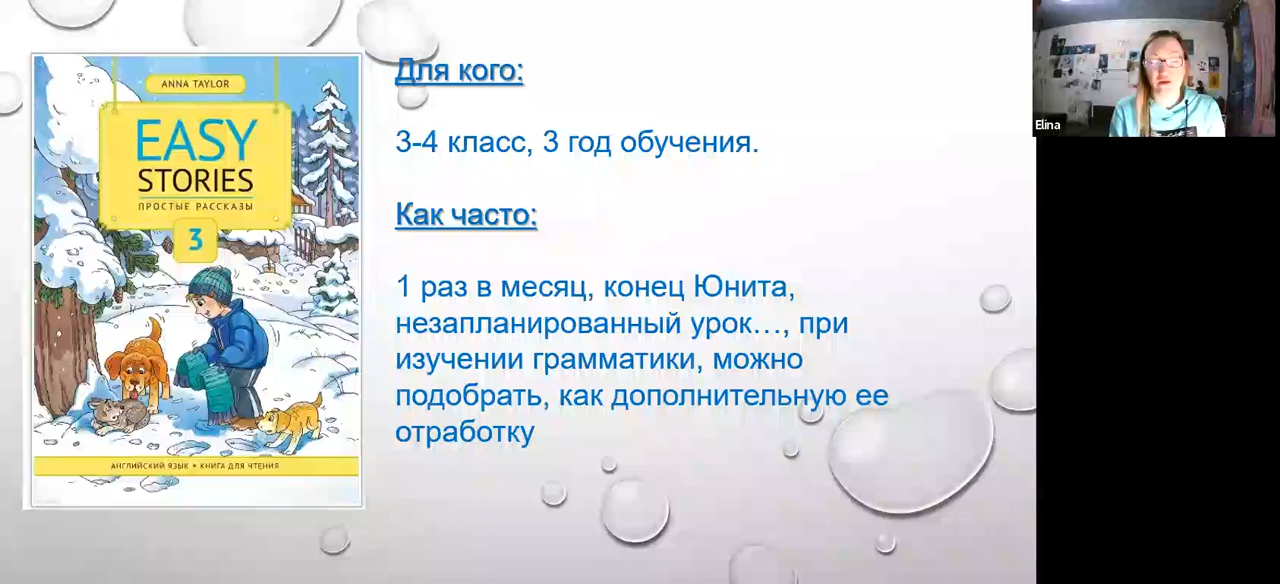 ANNA TAYLOR
EASY
STORIES
ПРОСТЫЕ РАССКАЗЫ
3
АНГЛИЙСКИЙ ЯЗЫК • КНИГА ДЛЯ ЧТЕНИЯ
Для кого:
3-4 класс, 3 год обучения.
Как часто:
1 раз в месяц, конец Юнита,
незапланированный урок…, при
изучении грамматики, можно
подобрать, как дополнительную ее
отработку
Elina